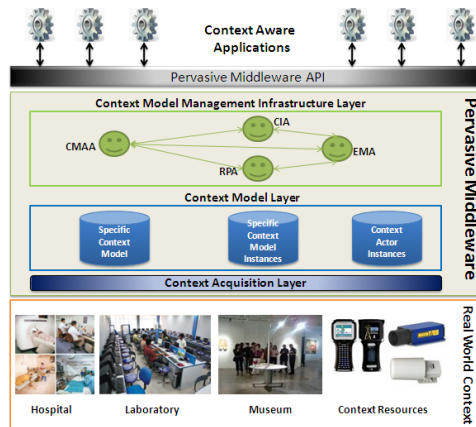 Context Aware
Applications
Pervasive Middleware API
Context Model Management Infrastructure Layer
CIA
CMAA
EMA
RPA
Context Model Layer
Specific
Context
Model
Specific
Context
Model
Instances
Context
Actor
Instances
Context Acquisition Layer
Pervasive Middleware
Hospital
Laboratory
Museum
Context Resources
Real World Context